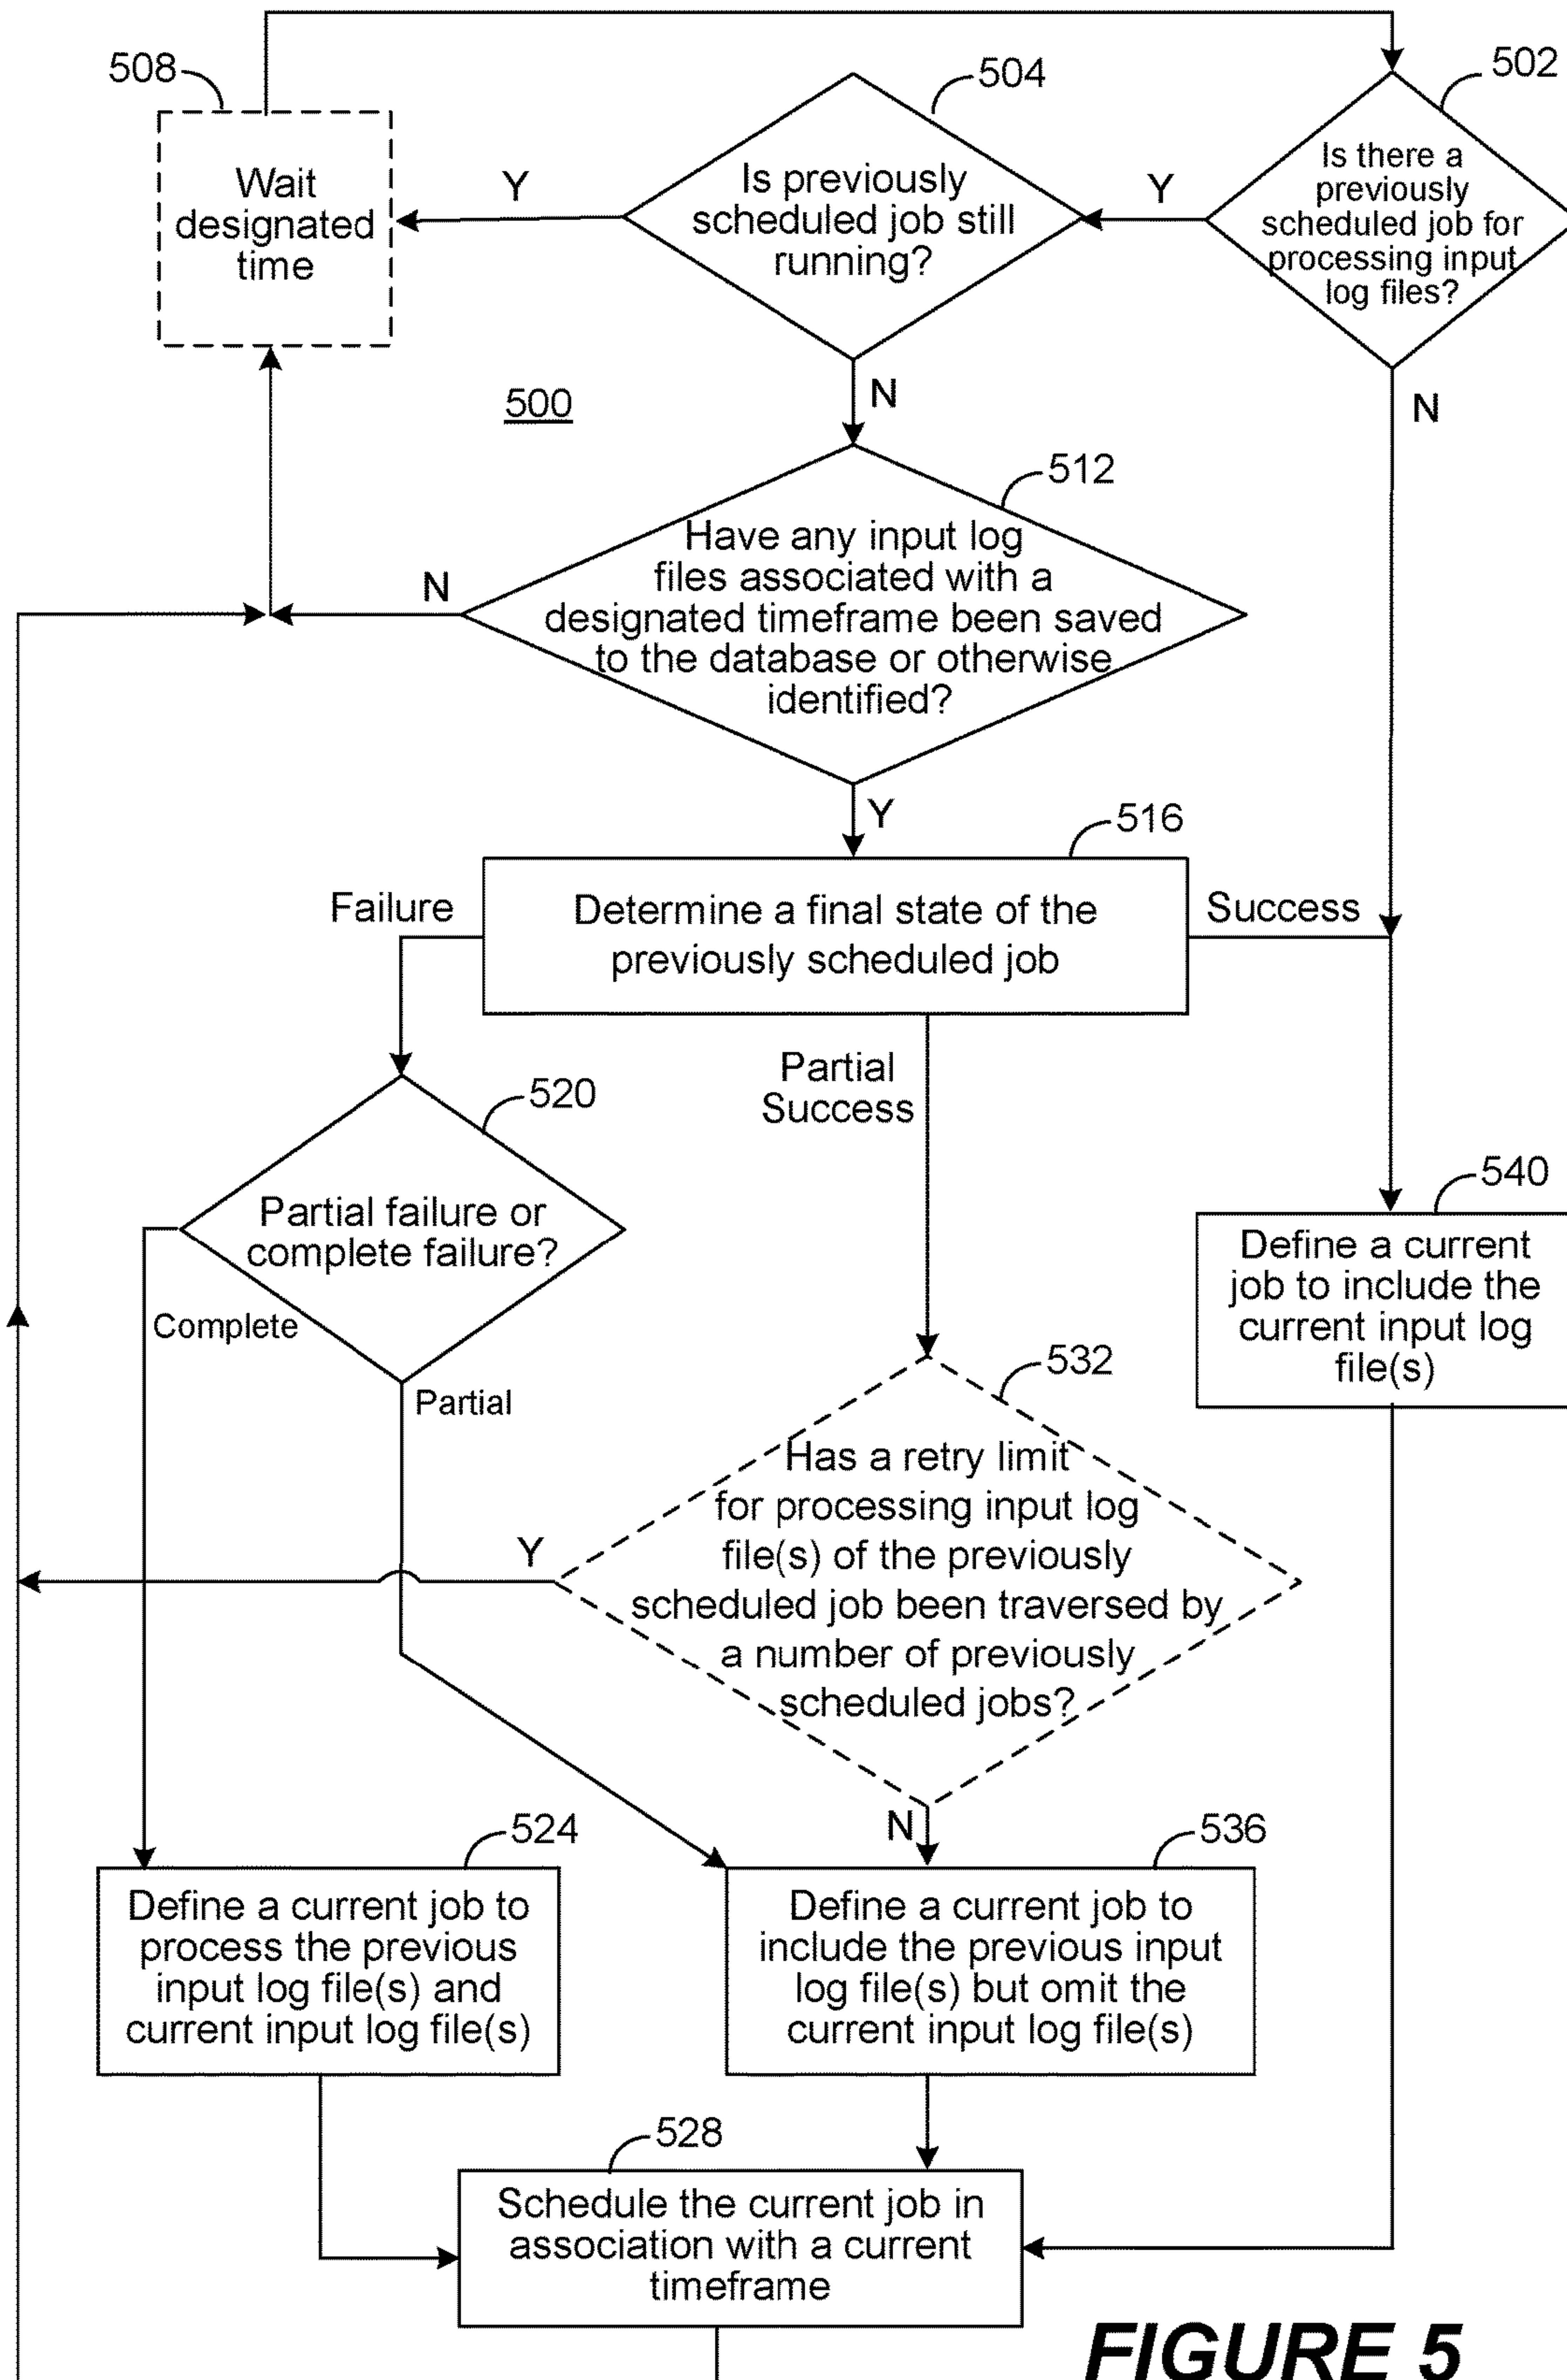 508
504
502
Wait
designated
time
Y
Is previously
scheduled job still
running?
Y
Is there a
previously
scheduled job for
processing input
log files?
500
N
N
512
N
Have any input log
files associated with a
designated timeframe been saved
to the database or otherwise
identified?
Y
516
Failure
Determine a final state of the
previously scheduled job
Success
Partial
Success
520
Partial failure or
complete failure?
Complete
Partial
540
Define a current
job to include the
current input log
file(s)
532
Has a retry limit
for processing input log
file(s) of the previously
scheduled job been traversed by
a number of previously
scheduled jobs?
Y
N
524
Define a current job to
process the previous
input log file(s) and
current input log file(s)
536
Define a current job to
include the previous input
log file(s) but omit the
current input log file(s)
528
Schedule the current job in
association with a current
timeframe
FIGURE 5